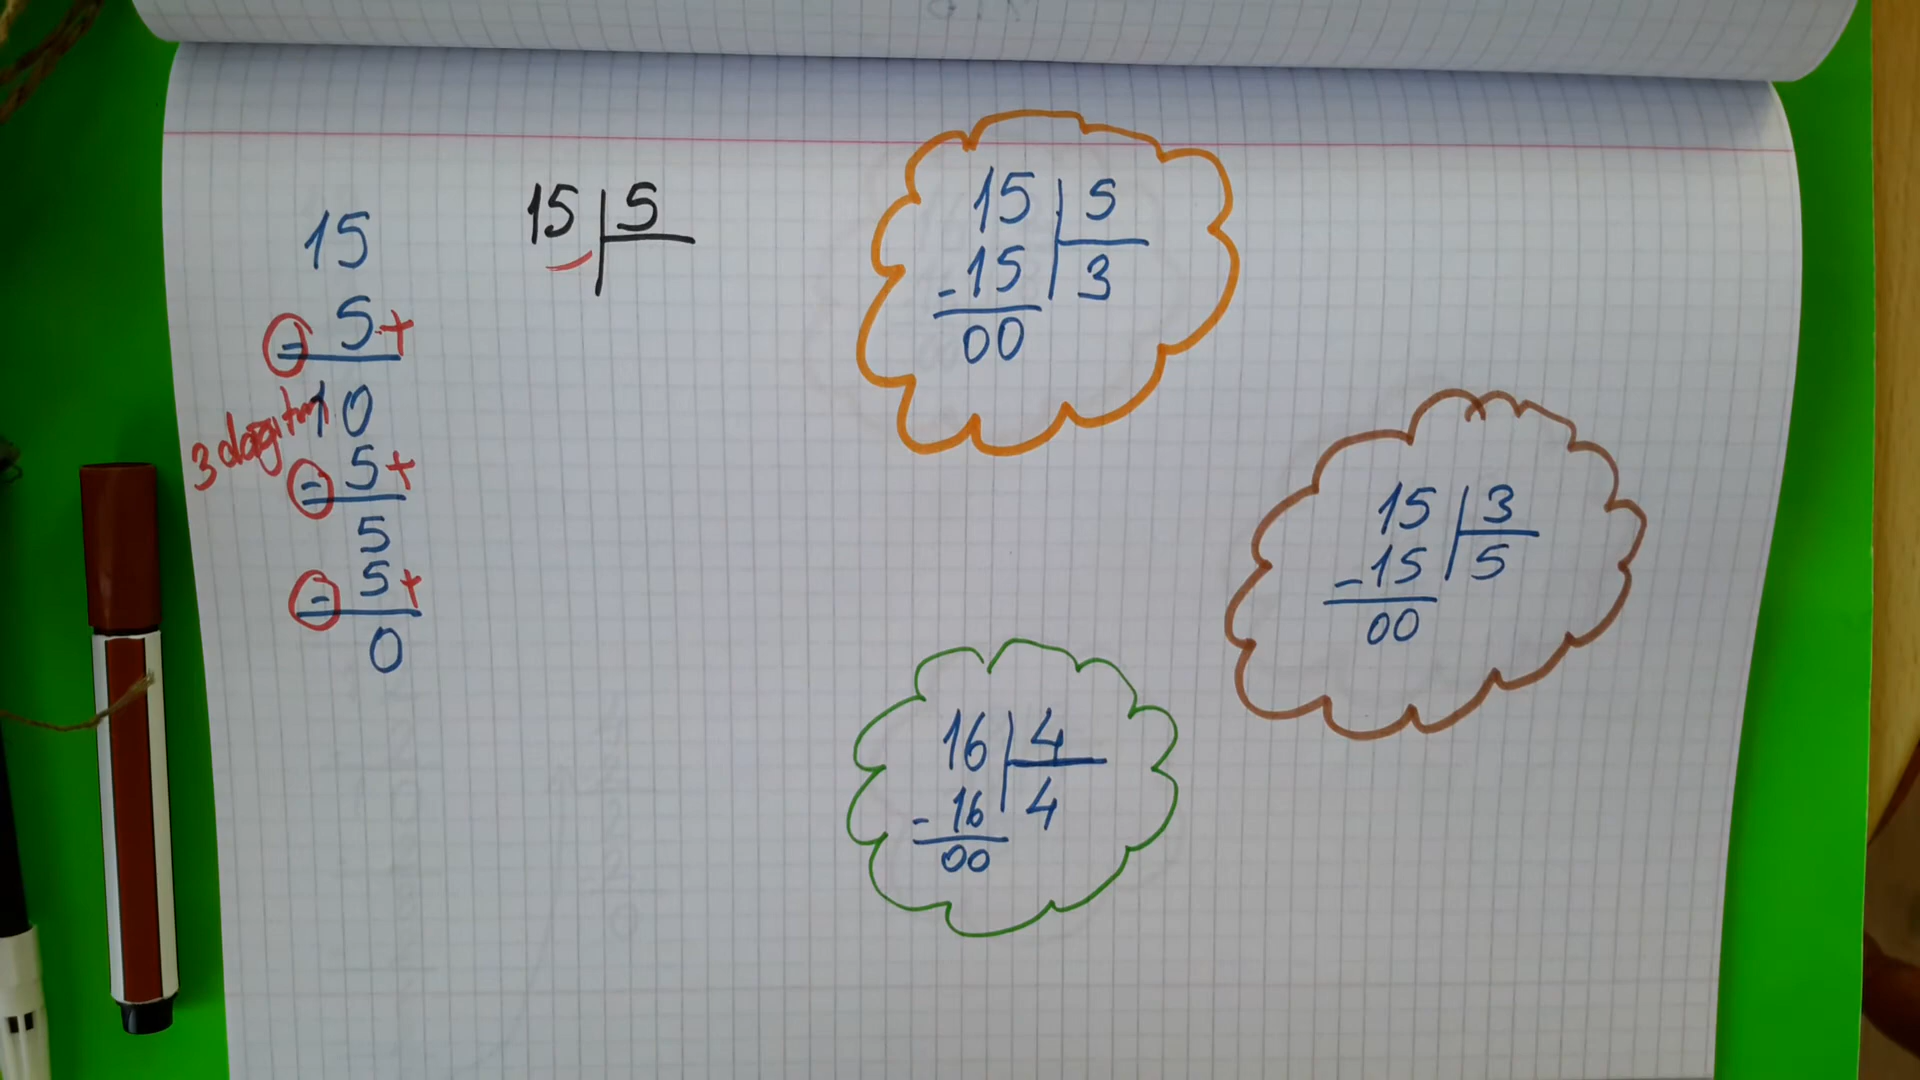 15
- 5 +
10
3 dağıtım
- 5 +
5
- 5 +
0
15 | 5
15 | 5
- 15 | 3
00
15 | 3
- 15 | 5
00
16 | 4
- 16 | 4
00